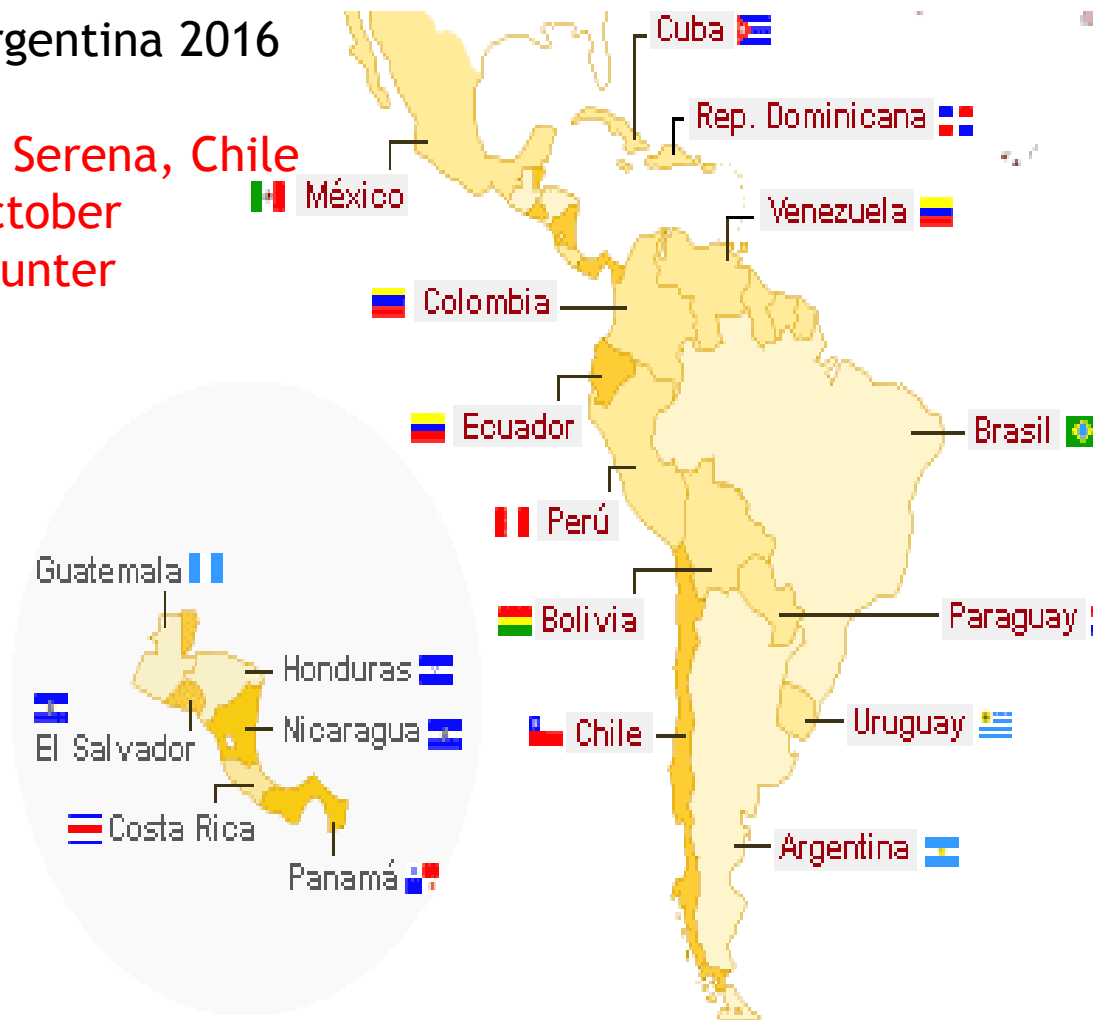 rgentina 2016
Serena, Chile
ctober
unter
Cuba
Rep. Dominicana
México
Venezuela
Colombia
Ecuador
Brasil
Perú
Bolivia
Paraguay
Chile
Uruguay
Argentina
Guatemala
Honduras
Nicaragua
El Salvador
Costa Rica
Panamá